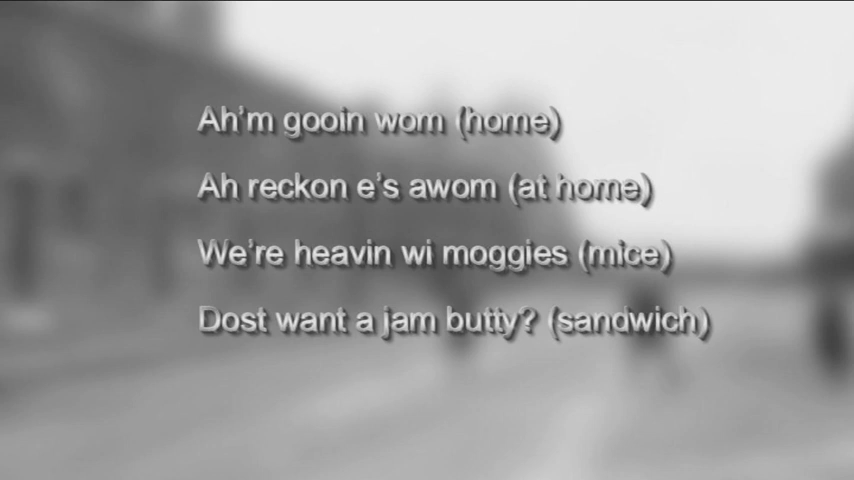 Ah'm gooin wom (home)
Ah reckon e's awom (at home)
We're heavin wi moggies (mice)
Dost want a jam butty? (sandwich)